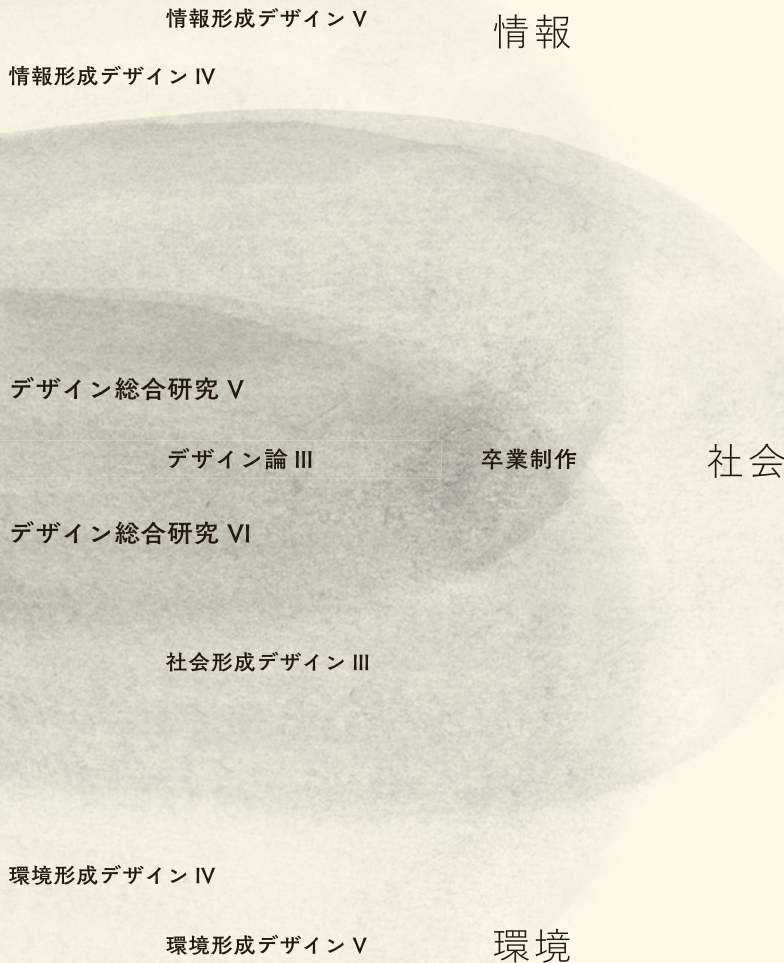 情報形成デザイン V
情報
情報形成デザイン IV
デザイン総合研究 V
デザイン論 III
卒業制作
社会
デザイン総合研究 VI
社会形成デザイン III
環境形成デザイン IV
環境形成デザイン V
環境